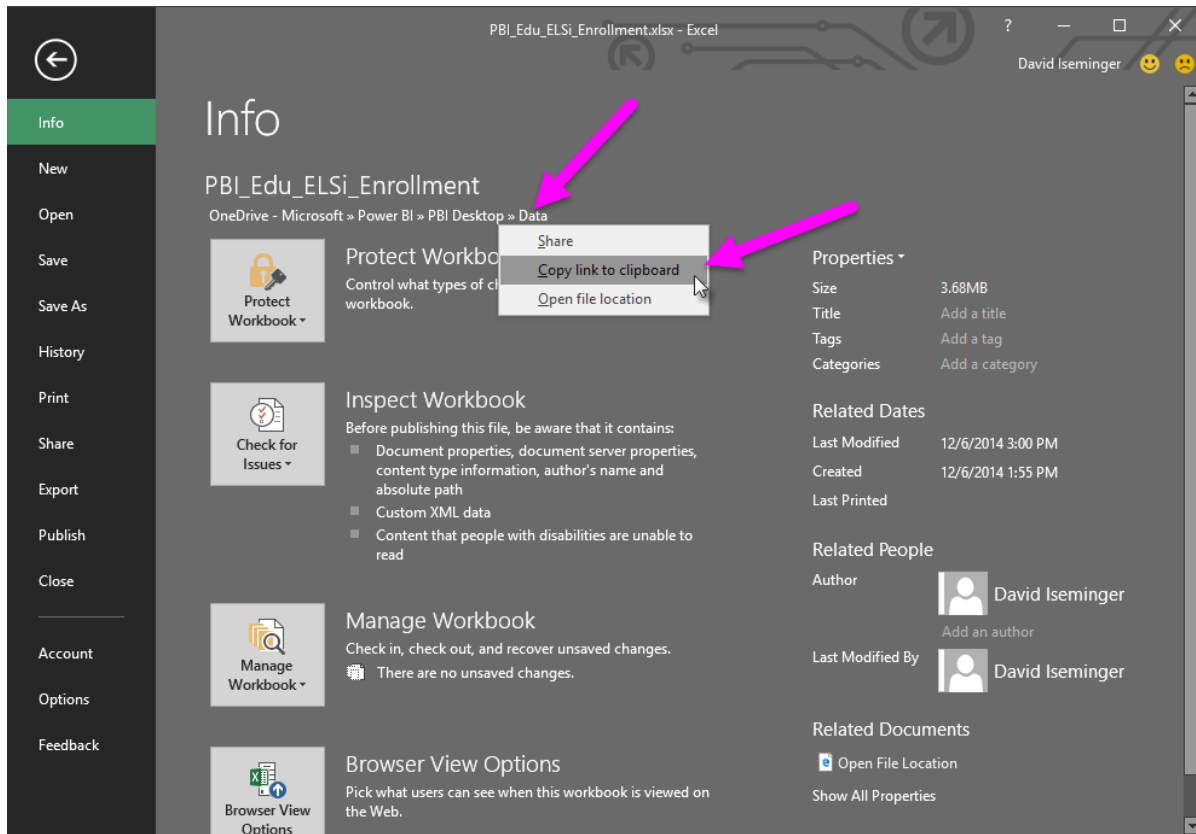 PBI_Edu_ELSi_Enrollment.xlsx - Excel
?
David Iseminger
Info
New
Open
Save
Save As
History
Print
Share
Export
Publish
Close
Account
Options
Feedback
Info
PBI_Edu_ELSi_Enrollment
OneDrive - Microsoft » Power BI » PBI Desktop » Data
Share
Copy link to clipboard
Open file location
Protect
Workbook
Protect Workbo
Control what types of c
workbook.
Check for
Issues
Inspect Workbook
Before publishing this file, be aware that it contains:
Document properties, document server properties,
content type information, author's name and
absolute path
Custom XML data
Content that people with disabilities are unable to
read
Manage
Workbook
Manage Workbook
Check in, check out, and recover unsaved changes.
There are no unsaved changes.
Browser View
Options
Browser View Options
Pick what users can see when this workbook is viewed on
the Web.
Properties
Size 3.68MB
Title Add a title
Tags Add a tag
Categories Add a category
Related Dates
Last Modified 12/6/2014 3:00 PM
Created 12/6/2014 1:55 PM
Last Printed
Related People
Author David Iseminger
Add an author
Last Modified By David Iseminger
Related Documents
Open File Location
Show All Properties